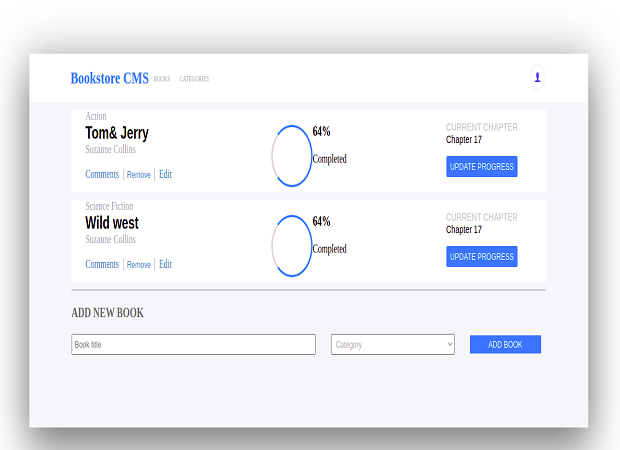 Bookstore CMS BOOKS CATEGORIES
Action
Tom& Jerry
Suzanne Collins
Comments Remove Edit
64%
Completed
CURRENT CHAPTER
Chapter 17
UPDATE PROGRESS
Science Fiction
Wild west
Suzanne Collins
Comments Remove Edit
64%
Completed
CURRENT CHAPTER
Chapter 17
UPDATE PROGRESS
ADD NEW BOOK
Book title
Category
ADD BOOK